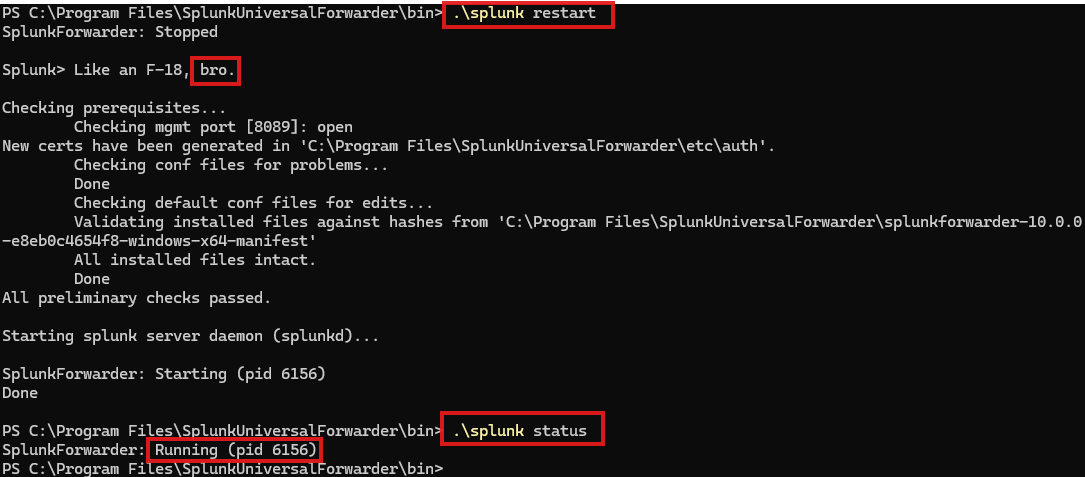 PS C:\Program Files\SplunkUniversalForwarder\bin> .\splunk restart
SplunkForwarder: Stopped
Splunk> Like an F-18, bro.
Checking prerequisites...
Checking mgmt port [8089]: open
New certs have been generated in 'C:\Program Files\SplunkUniversalForwarder\etc\auth'.
Checking conf files for problems...
Done
Checking default conf files for edits...
Validating installed files against hashes from 'C:\Program Files\SplunkUniversalForwarder\splunkforwarder-10.0.0
-e8eb0c4654f8-windows-x64-manifest'
All installed files intact.
Done
All preliminary checks passed.
Starting splunk server daemon (splunkd)...
SplunkForwarder: Starting (pid 6156)
Done
PS C:\Program Files\SplunkUniversalForwarder\bin> .\splunk status
SplunkForwarder: Running (pid 6156)
PS C:\Program Files\SplunkUniversalForwarder\bin>